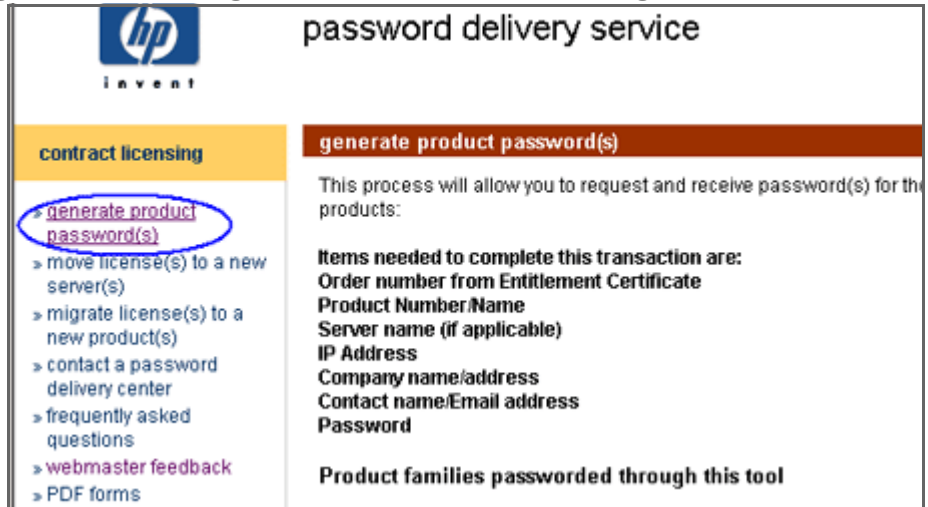 hp
invent
password delivery service
contract licensing
» generate product
password(s)
» move license(s) to a new
server(s)
» migrate license(s) to a
new product(s)
» contact a password
delivery center
» frequently asked
questions
» webmaster feedback
» PDF forms
generate product password(s)
This process will allow you to request and receive password(s) for the
products:
Items needed to complete this transaction are:
Order number from Entitlement Certificate
Product Number/Name
Server name (if applicable)
IP Address
Company name/address
Contact name/Email address
Password
Product families passworded through this tool